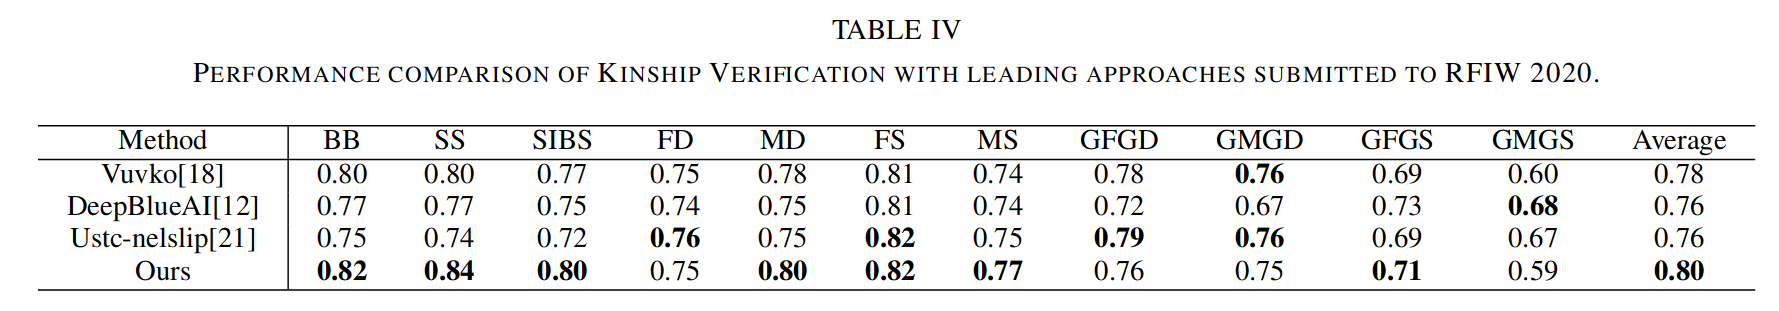 TABLE IV
PERFORMANCE COMPARISON OF KINSHIP VERIFICATION WITH LEADING APPROACHES SUBMITTED TO RFIW 2020.
Method BB SS SIBS FD MD FS MS GFGD GMGD GFGS GMGS Average
Vuvko[18] 0.80 0.80 0.77 0.75 0.78 0.81 0.74 0.78 0.76 0.69 0.60 0.78
DeepBlueAI[12] 0.77 0.77 0.75 0.74 0.75 0.81 0.74 0.72 0.67 0.73 0.68 0.76
Ustc-nelslip[21] 0.75 0.74 0.72 0.76 0.75 0.82 0.75 0.79 0.76 0.69 0.67 0.76
Ours 0.82 0.84 0.80 0.75 0.80 0.82 0.77 0.76 0.75 0.71 0.59 0.80